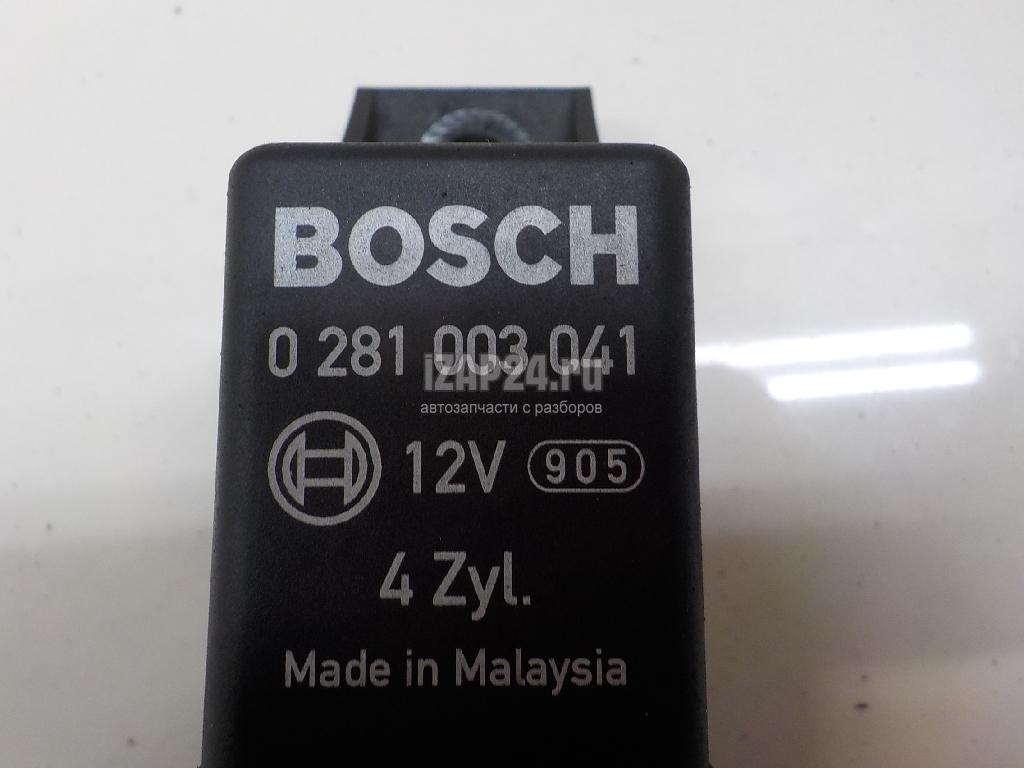 BOSCH
0 281 003 041
iZAP24.ru
автозапчасти с разборов
12V 905
4 Zyl.
Made in Malaysia